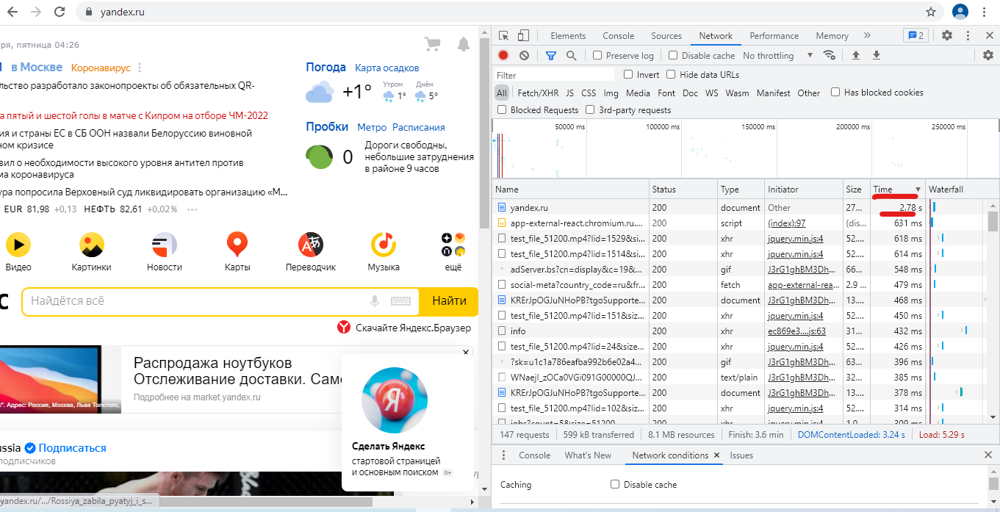 yandex.ru
ря, пятница 04:26
в Москве Коронавирус
льство разработало законопроекты об обязательных QR-
а пятый и шестой голы в матче с Кипром на отборе ЧМ-2022
ия и страны ЕС в СБ ООН назвали Белоруссию виновной
ном кризисе
вил о необходимости высокого уровня антител против
ма коронавируса
ура попросила Верховный суд ликвидировать организацию «М...
EUR 81,98 +0,13 НЕФТЬ 82,61 +0,02% ...
Погода Карта осадков
+1° Утром 1° Днём 5°
Пробки Метро Расписания
0 Дороги свободны,
небольшие затруднения
в районе 9 часов
Видео Картинки Новости Карты Переводчик Музыка ещё
С Найдётся всё Найти
Скачайте Яндекс.Браузер
Распродажа ноутбуков
Отслеживание доставки. Само
Подробнее на market.yandex.ru
с". Адрес: Россия, Москва, Льва Толстого,
ussia Подписаться
подписчиков
Я
Сделать Яндекс
стартовой страницей
и основным поиском 0+
yandex.ru/.../Rossiya_zabila_pyatyj_i_s...
Elements Console Sources Network Performance Memory » 2
Preserve log Disable cache No throttling
Filter Invert Hide data URLs
All Fetch/XHR JS CSS Img Media Font Doc WS Wasm Manifest Other Has blocked cookies
Blocked Requests 3rd-party requests
50000 ms 100000 ms 150000 ms 200000 ms 250000 ms
Name Status Type Initiator Size Time Waterfall
yandex.ru 200 document Other 27... 2.78 s
app-external-react.chromium.ru.... 200 script (index):97 (dis... 631 ms
test_file_51200.mp4?lid=1529&si... 200 xhr jquery.min.js:4 52.... 618 ms
test_file_51200.mp4?lid=1514&si... 200 xhr jquery.min.js:4 52.... 614 ms
adServer.bs?cn=display&c=19&... 200 gif J3rG1ghBM3Dh... 66.... 548 ms
social-meta?country_code=ru&fr... 200 fetch app-external-rea... 2.9 ... 479 ms
KRErJpOGJuNHoPB?tgoSupporte... 200 document J3rG1ghBM3Dh... 13.... 468 ms
test_file_51200.mp4?lid=151&siz... 200 xhr jquery.min.js:4 52.... 450 ms
info 200 xhr ec869e3....js:63 31.... 432 ms
test_file_51200.mp4?lid=24&size... 200 xhr jquery.min.js:4 52.... 426 ms
?sk=u1c1a786eafba992b6e02a4... 200 gif J3rG1ghBM3Dh... 63... 396 ms
WNaejI_zOCa0VGi091G00000QJ... 200 text/plain J3rG1ghBM3Dh... 32... 385 ms
KRErJpOGJuNHoPB?tgoSupporte... 200 document J3rG1ghBM3Dh... 13.... 378 ms
test_file_51200.mp4?lid=102&siz... 200 xhr jquery.min.js:4 52.... 314 ms
jobs?count=5&size=51200 200 xhr jquery.min.js:4 1.0 309 ms
147 requests 599 kB transferred 8.1 MB resources Finish: 3.6 min DOMContentLoaded: 3.24 s Load: 5.29 s
Console What's New Network conditions × Issues
Caching Disable cache